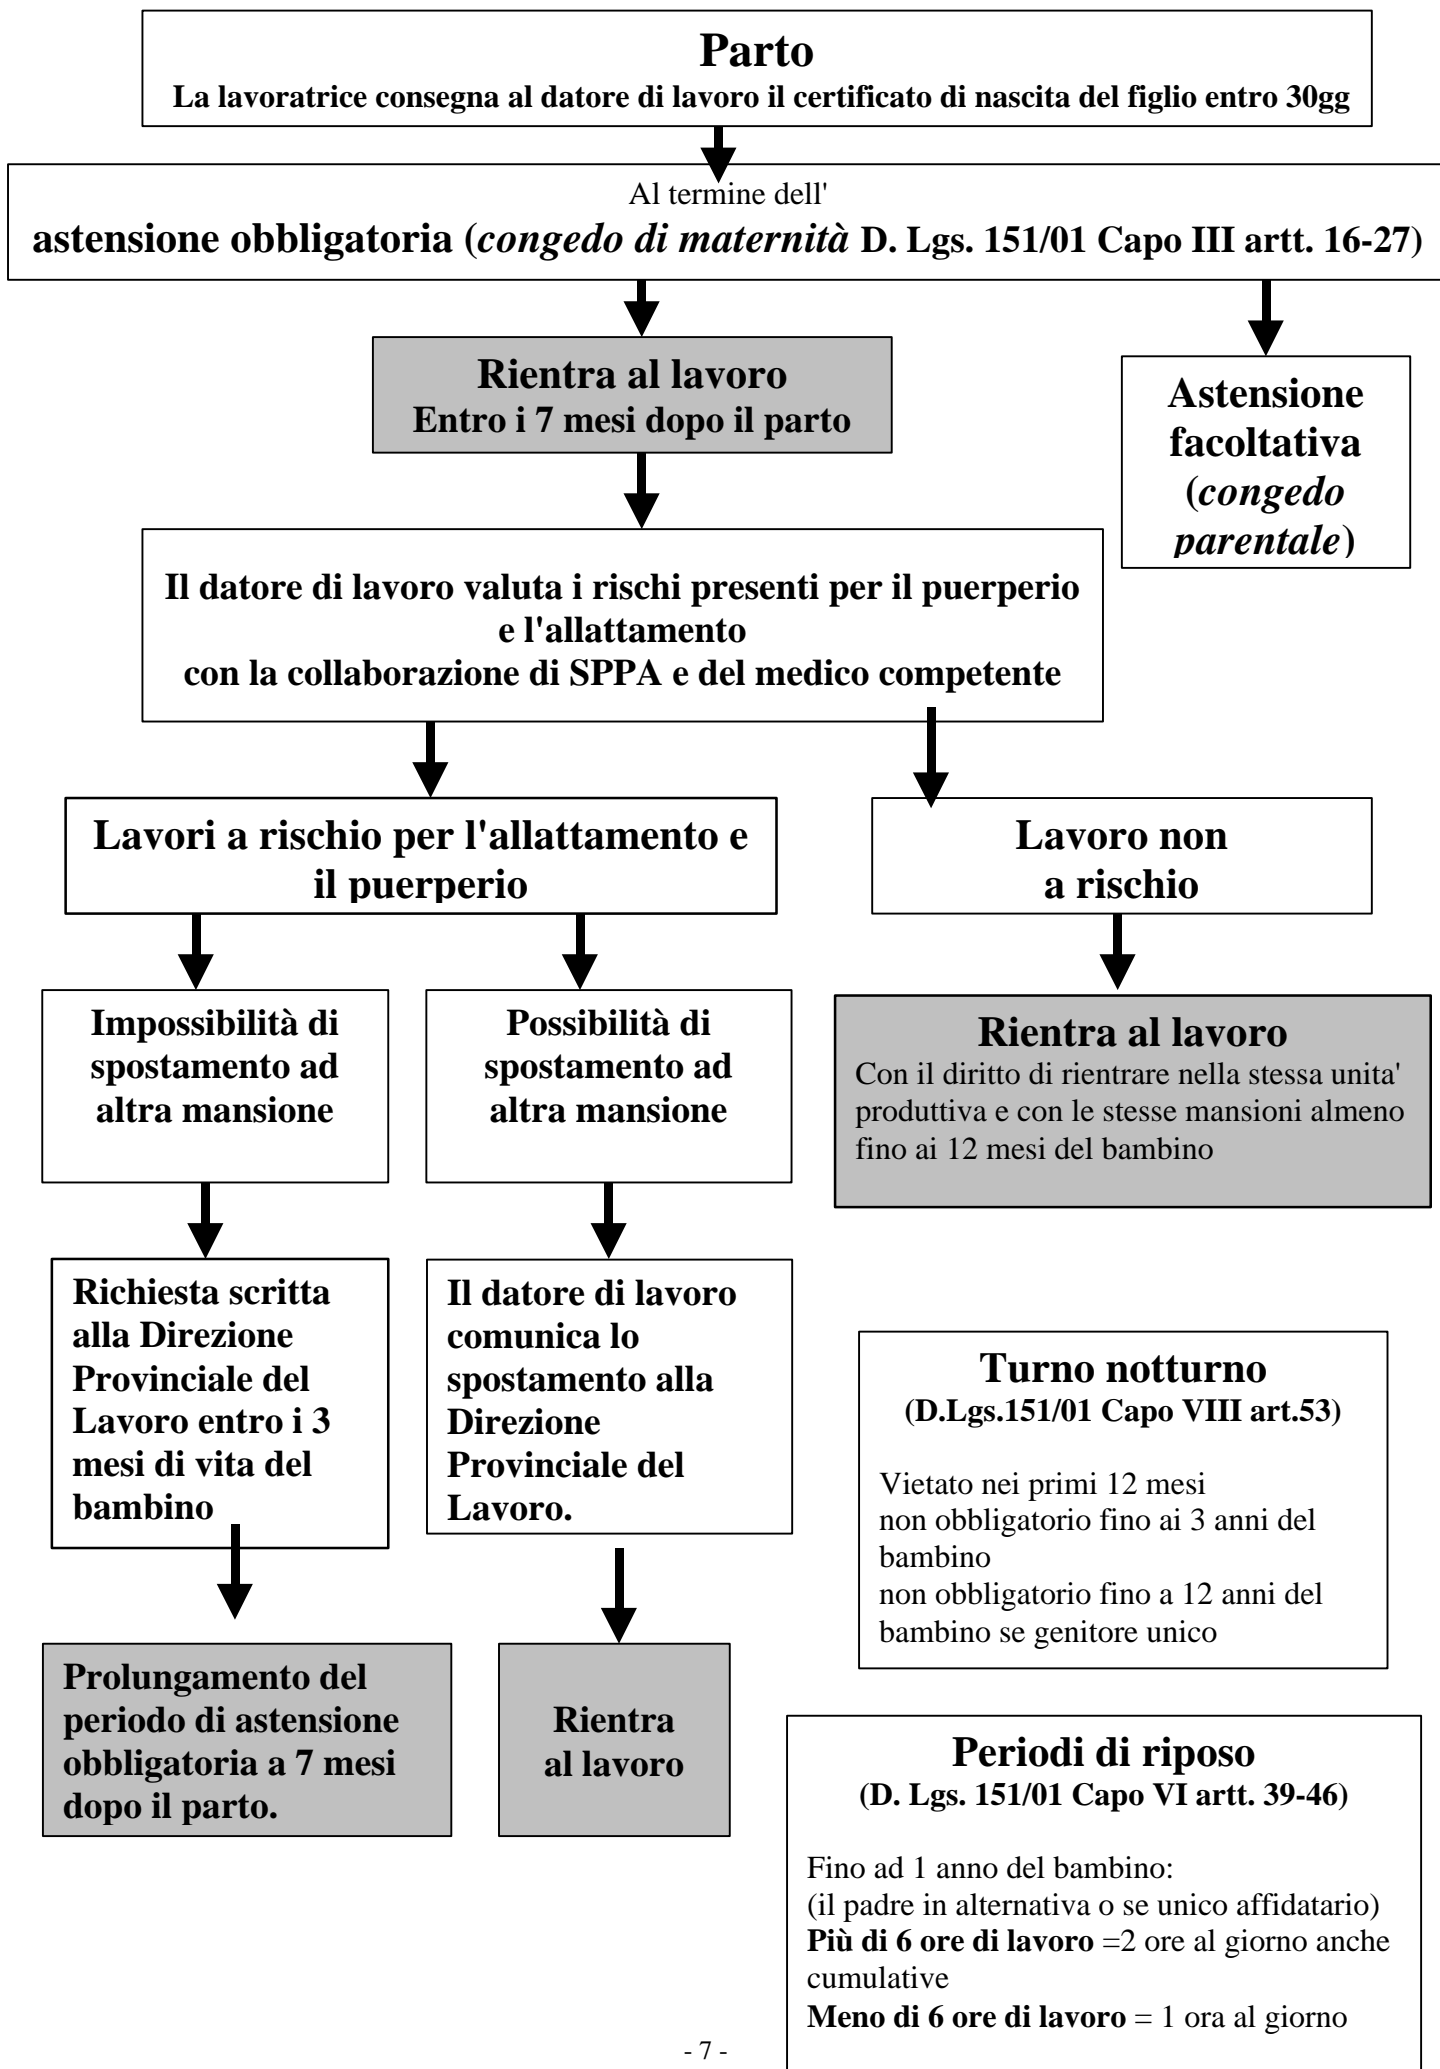 Parto
La lavoratrice consegna al datore di lavoro il certificato di nascita del figlio entro 30gg
Al termine dell'
astensione obbligatoria (congedo di maternità D. Lgs. 151/01 Capo III artt. 16-27)
Rientra al lavoro
Entro i 7 mesi dopo il parto
Astensione
facoltativa
(congedo
parentale)
Il datore di lavoro valuta i rischi presenti per il puerperio
e l'allattamento
con la collaborazione di SPPA e del medico competente
Lavori a rischio per l'allattamento e
il puerperio
Lavoro non
a rischio
Impossibilità di
spostamento ad
altra mansione
Possibilità di
spostamento ad
altra mansione
Rientra al lavoro
Con il diritto di rientrare nella stessa unita'
produttiva e con le stesse mansioni almeno
fino ai 12 mesi del bambino
Richiesta scritta
alla Direzione
Provinciale del
Lavoro entro i 3
mesi di vita del
bambino
Il datore di lavoro
comunica lo
spostamento alla
Direzione
Provinciale del
Lavoro.
Turno notturno
(D.Lgs.151/01 Capo VIII art.53)
Vietato nei primi 12 mesi
non obbligatorio fino ai 3 anni del
bambino
non obbligatorio fino a 12 anni del
bambino se genitore unico
Prolungamento del
periodo di astensione
obbligatoria a 7 mesi
dopo il parto.
Rientra
al lavoro
Periodi di riposo
(D. Lgs. 151/01 Capo VI artt. 39-46)
Fino ad 1 anno del bambino:
(il padre in alternativa o se unico affidatario)
Più di 6 ore di lavoro =2 ore al giorno anche
cumulative
Meno di 6 ore di lavoro = 1 ora al giorno
- 7 -